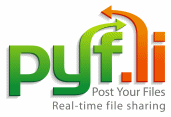 pyf.li
Post Your Files
Real-time file sharing